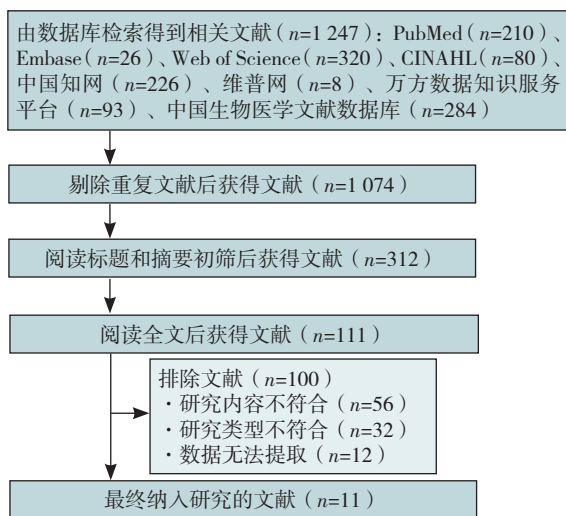 由数据库检索得到相关文献（n=1 247）：PubMed（n=210）、
Embase（n=26）、Web of Science（n=320）、CINAHL（n=80）、
中国知网（n=226）、维普网（n=8）、万方数据知识服务
平台（n=93）、中国生物医学文献数据库（n=284）
剔除重复文献后获得文献（n=1 074）
阅读标题和摘要初筛后获得文献（n=312）
阅读全文后获得文献（n=111）
排除文献（n=100）
·研究内容不符合（n=56）
·研究类型不符合（n=32）
·数据无法提取（n=12）
最终纳入研究的文献（n=11）